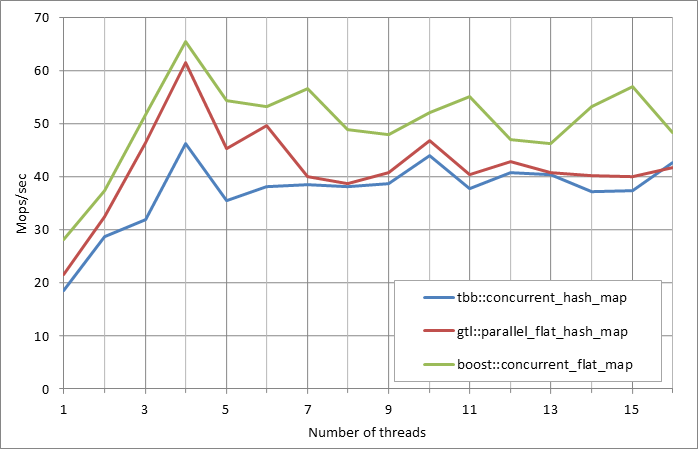 70
60
50
40
30
20
10
0
Mops/sec
tbb::concurrent_hash_map
gtl::parallel_flat_hash_map
boost::concurrent_flat_map
1 3 5 7 9 11 13 15
Number of threads